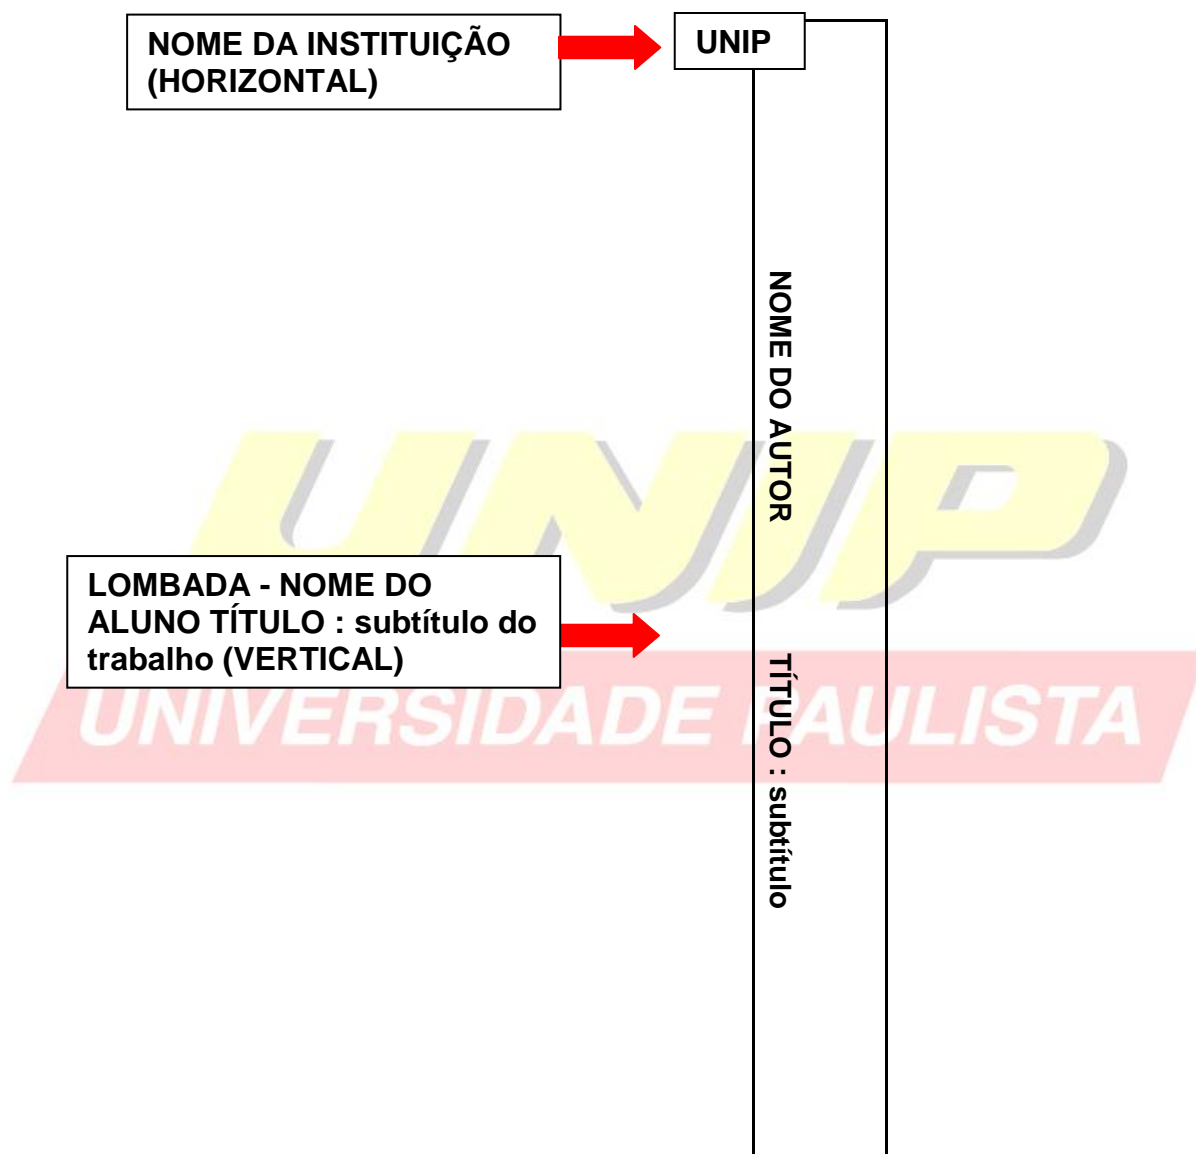 NOME DA INSTITUIÇÃO
(HORIZONTAL)
UNIP
NOME DO AUTOR
UNIP
LOMBADA - NOME DO
ALUNO TÍTULO : subtítulo do
trabalho (VERTICAL)
TÍTULO : subtítulo
UNIVERSIDADE PAULISTA